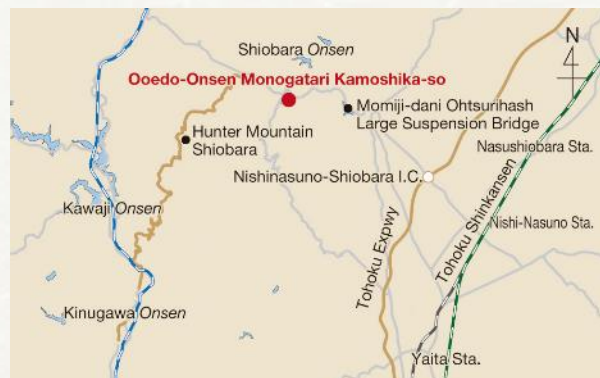 Shiobara Onsen
N
Ooedo-Onsen Monogatari Kamoshika-so
Momiji-dani Ohtsurihash
Large Suspension Bridge
Hunter Mountain
Shiobara
Nasushiobara Sta.
Nishinasuno-Shiobara I.C.
Kawaji Onsen
Tohoku Expwy
Tohoku Shinkansen
Nishi-Nasuno Sta.
Kinugawa Onsen
Yaita Sta.